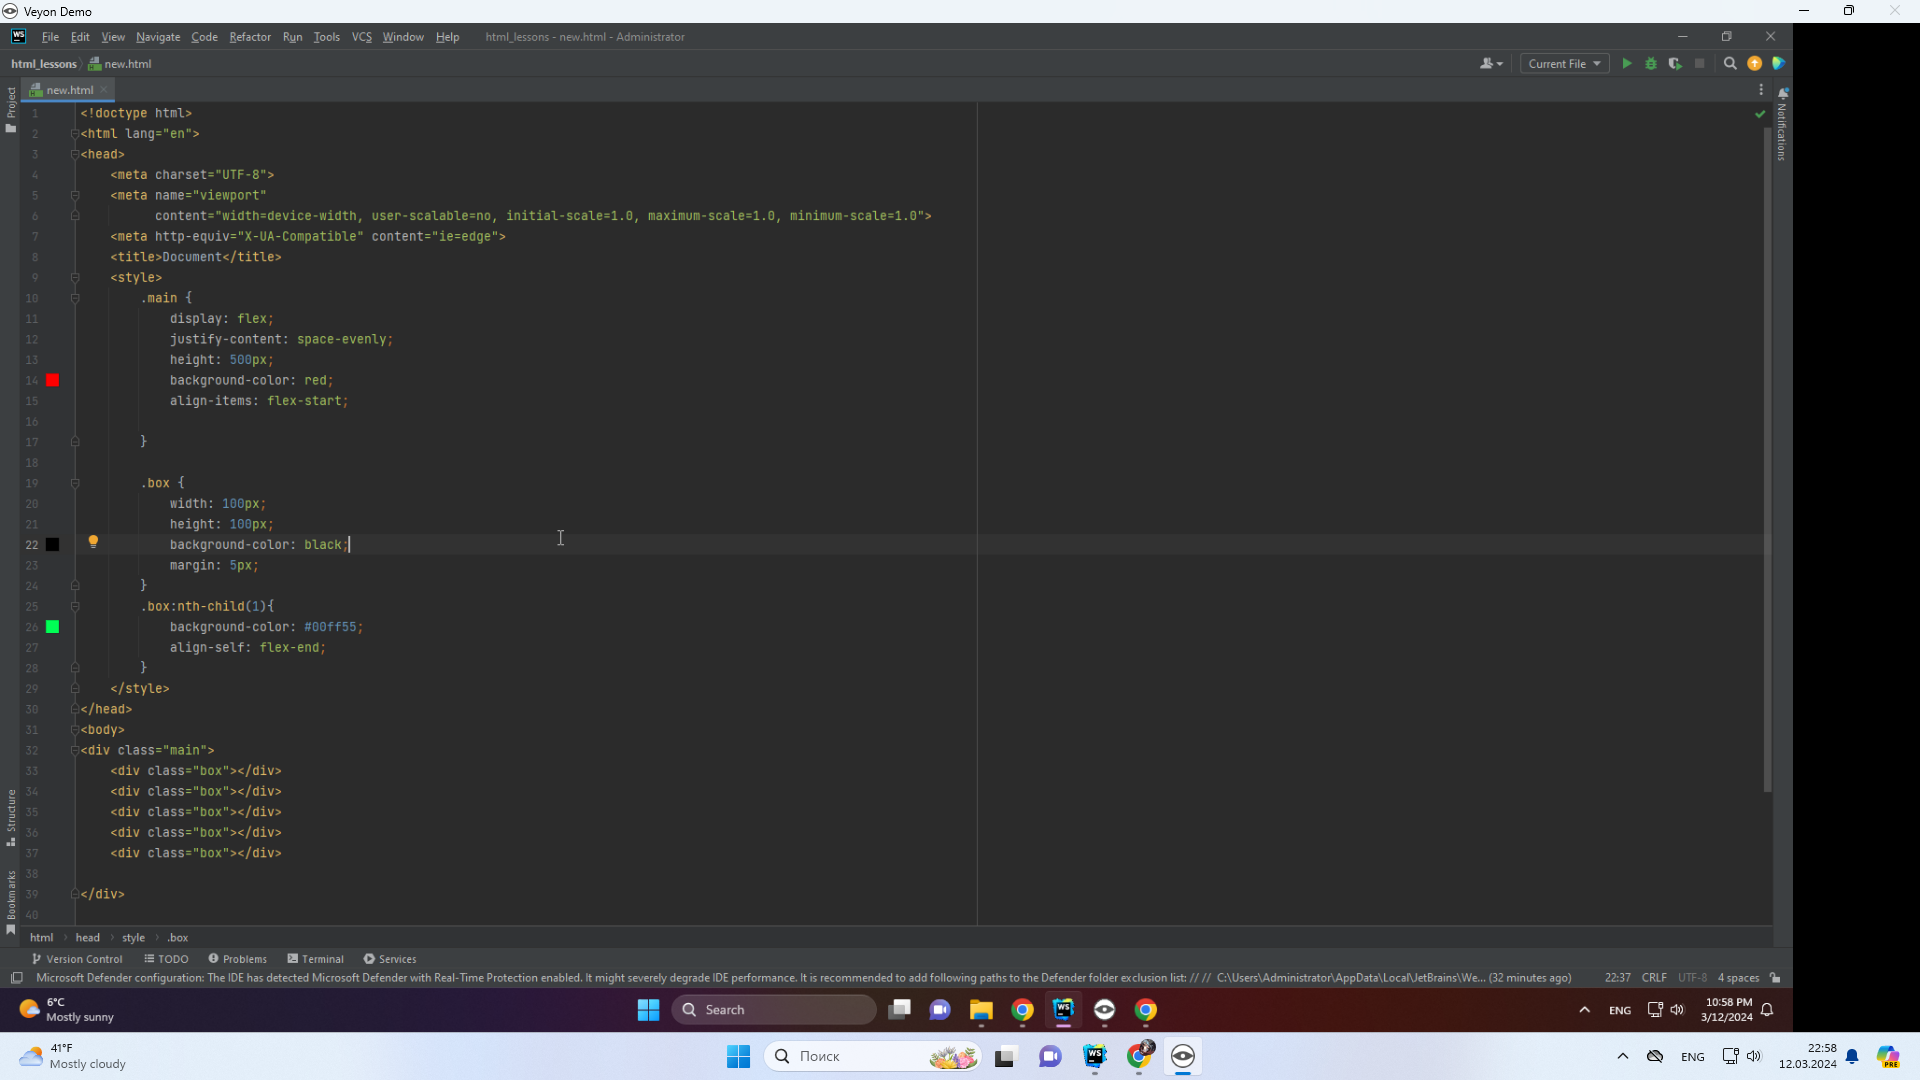 Veyon Demo
WS File Edit View Navigate Code Refactor Run Tools VCS Window Help html_lessons - new.html - Administrator
html_lessons new.html Current File
new.html
Project
Notifications
Structure
Bookmarks
1 <!doctype html>
2 <html lang="en">
3 <head>
4 <meta charset="UTF-8">
5 <meta name="viewport"
6 content="width=device-width, user-scalable=no, initial-scale=1.0, maximum-scale=1.0, minimum-scale=1.0">
7 <meta http-equiv="X-UA-Compatible" content="ie=edge">
8 <title>Document</title>
9 <style>
10 .main {
11 display: flex;
12 justify-content: space-evenly;
13 height: 500px;
14 background-color: red;
15 align-items: flex-start;
16
17 }
18
19 .box {
20 width: 100px;
21 height: 100px;
22 background-color: black;
23 margin: 5px;
24 }
25 .box:nth-child(1){
26 background-color: #00ff55;
27 align-self: flex-end;
28 }
29 </style>
30 </head>
31 <body>
32 <div class="main">
33 <div class="box"></div>
34 <div class="box"></div>
35 <div class="box"></div>
36 <div class="box"></div>
37 <div class="box"></div>
38
39 </div>
40
html head style .box
Version Control TODO Problems Terminal Services
Microsoft Defender configuration: The IDE has detected Microsoft Defender with Real-Time Protection enabled. It might severely degrade IDE performance. It is recommended to add following paths to the Defender folder exclusion list: // // C:\Users\Administrator\AppData\Local\JetBrains\We... (32 minutes ago) 22:37 CRLF UTF-8 4 spaces
6°C
Mostly sunny
Search
WS
ENG
10:58 PM
3/12/2024
41°F
Mostly cloudy
Поиск
WS
ENG
22:58
12.03.2024
PRE